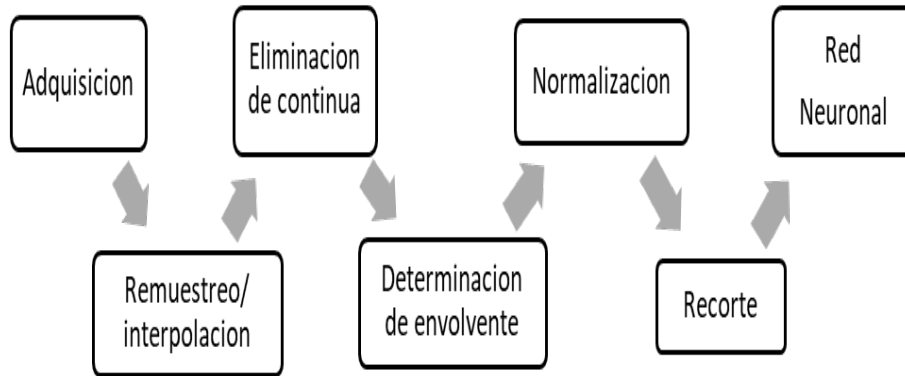 Adquisicion
Remuestreo/
interpolacion
Eliminacion
de continua
Determinacion
de envolvente
Normalizacion
Recorte
Red
Neuronal